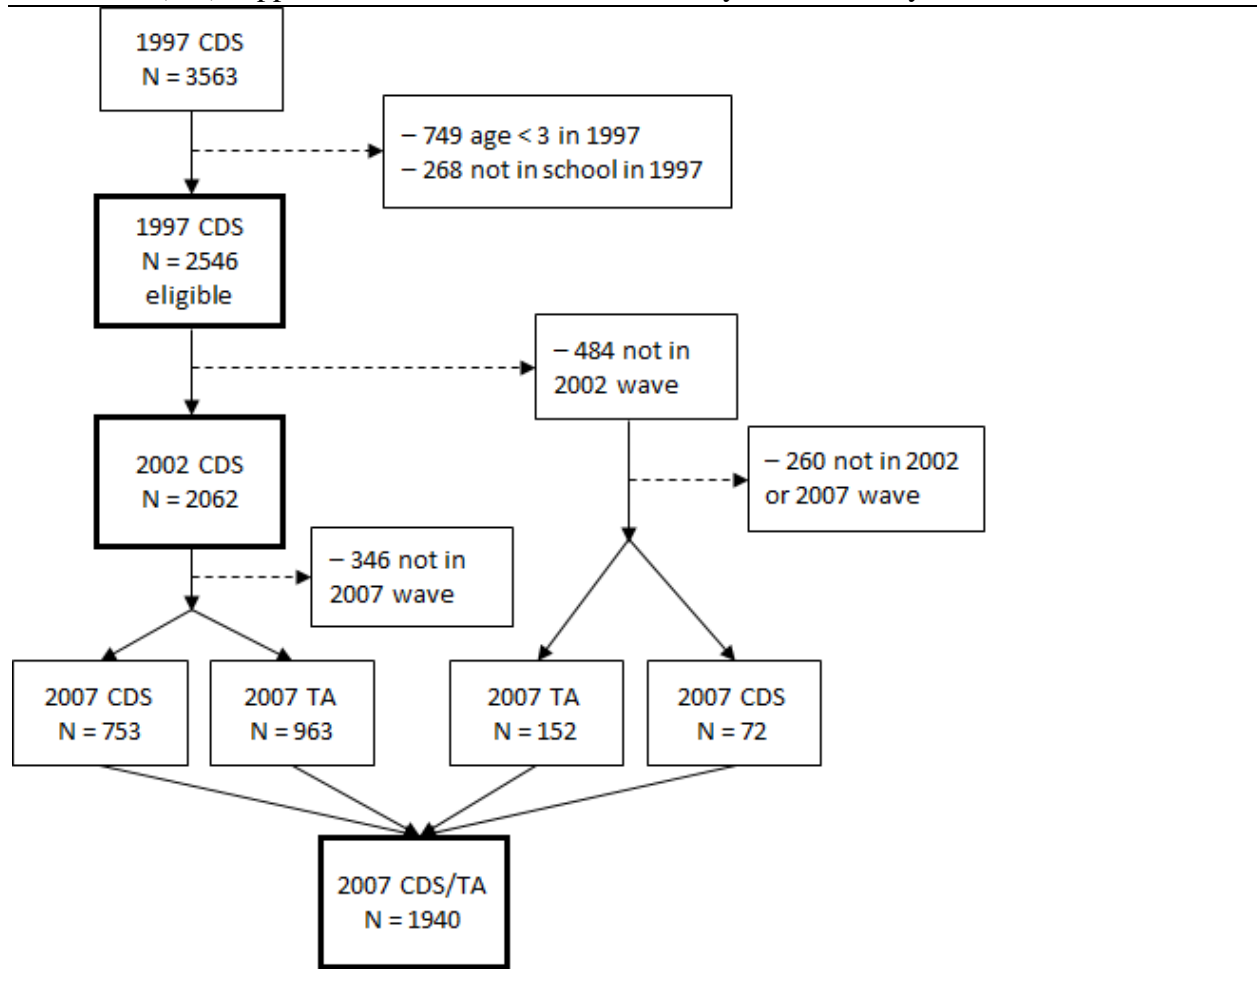 1997 CDS
N = 3563
– 749 age < 3 in 1997
– 268 not in school in 1997
1997 CDS
N = 2546
eligible
– 484 not in
2002 wave
– 260 not in 2002
or 2007 wave
2002 CDS
N = 2062
– 346 not in
2007 wave
2007 CDS
N = 753
2007 TA
N = 963
2007 TA
N = 152
2007 CDS
N = 72
2007 CDS/TA
N = 1940